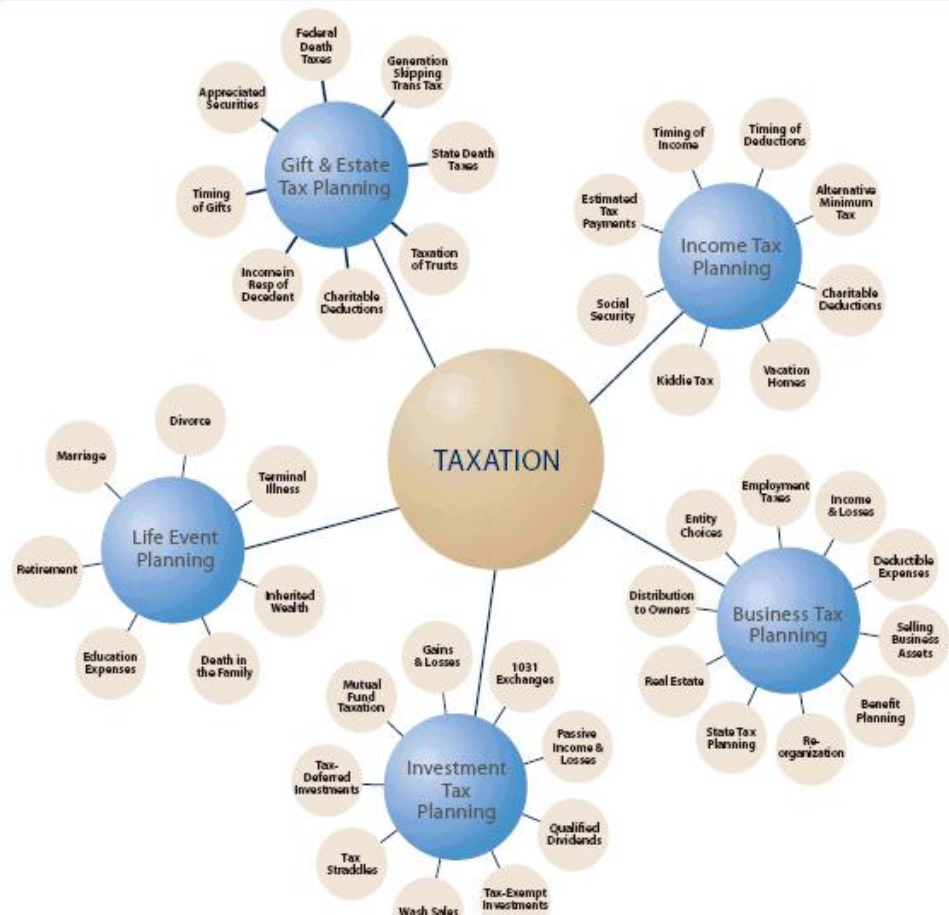 Federal
Death
Taxes
Generation
Skipping
Trans Tax
Appreciated
Securities
State Death
Taxes
Gift & Estate
Tax Planning
Timing
of Gifts
Taxation
of Trusts
Income in
Resp of
Decedent
Charitable
Deductions
Timing of
Income
Timing of
Deductions
Estimated
Tax
Payments
Alternative
Minimum
Tax
Income Tax
Planning
Social
Security
Charitable
Deductions
Kiddie Tax
Vacation
Homes
TAXATION
Divorce
Marriage
Terminal
Illness
Life Event
Planning
Retirement
Inherited
Wealth
Education
Expenses
Death in
the Family
Employment
Taxes
Income
& Losses
Entity
Choices
Deductible
Expenses
Distribution
to Owners
Business Tax
Planning
Selling
Business
Assets
Real Estate
Benefit
Planning
State Tax
Planning
Re-
organization
Gains
& Losses
1031
Exchanges
Mutual
Fund
Taxation
Passive
Income &
Losses
Tax-
Deferred
Investments
Investment
Tax
Planning
Qualified
Dividends
Tax
Straddles
Wash Sales
Tax-Exempt
Investments